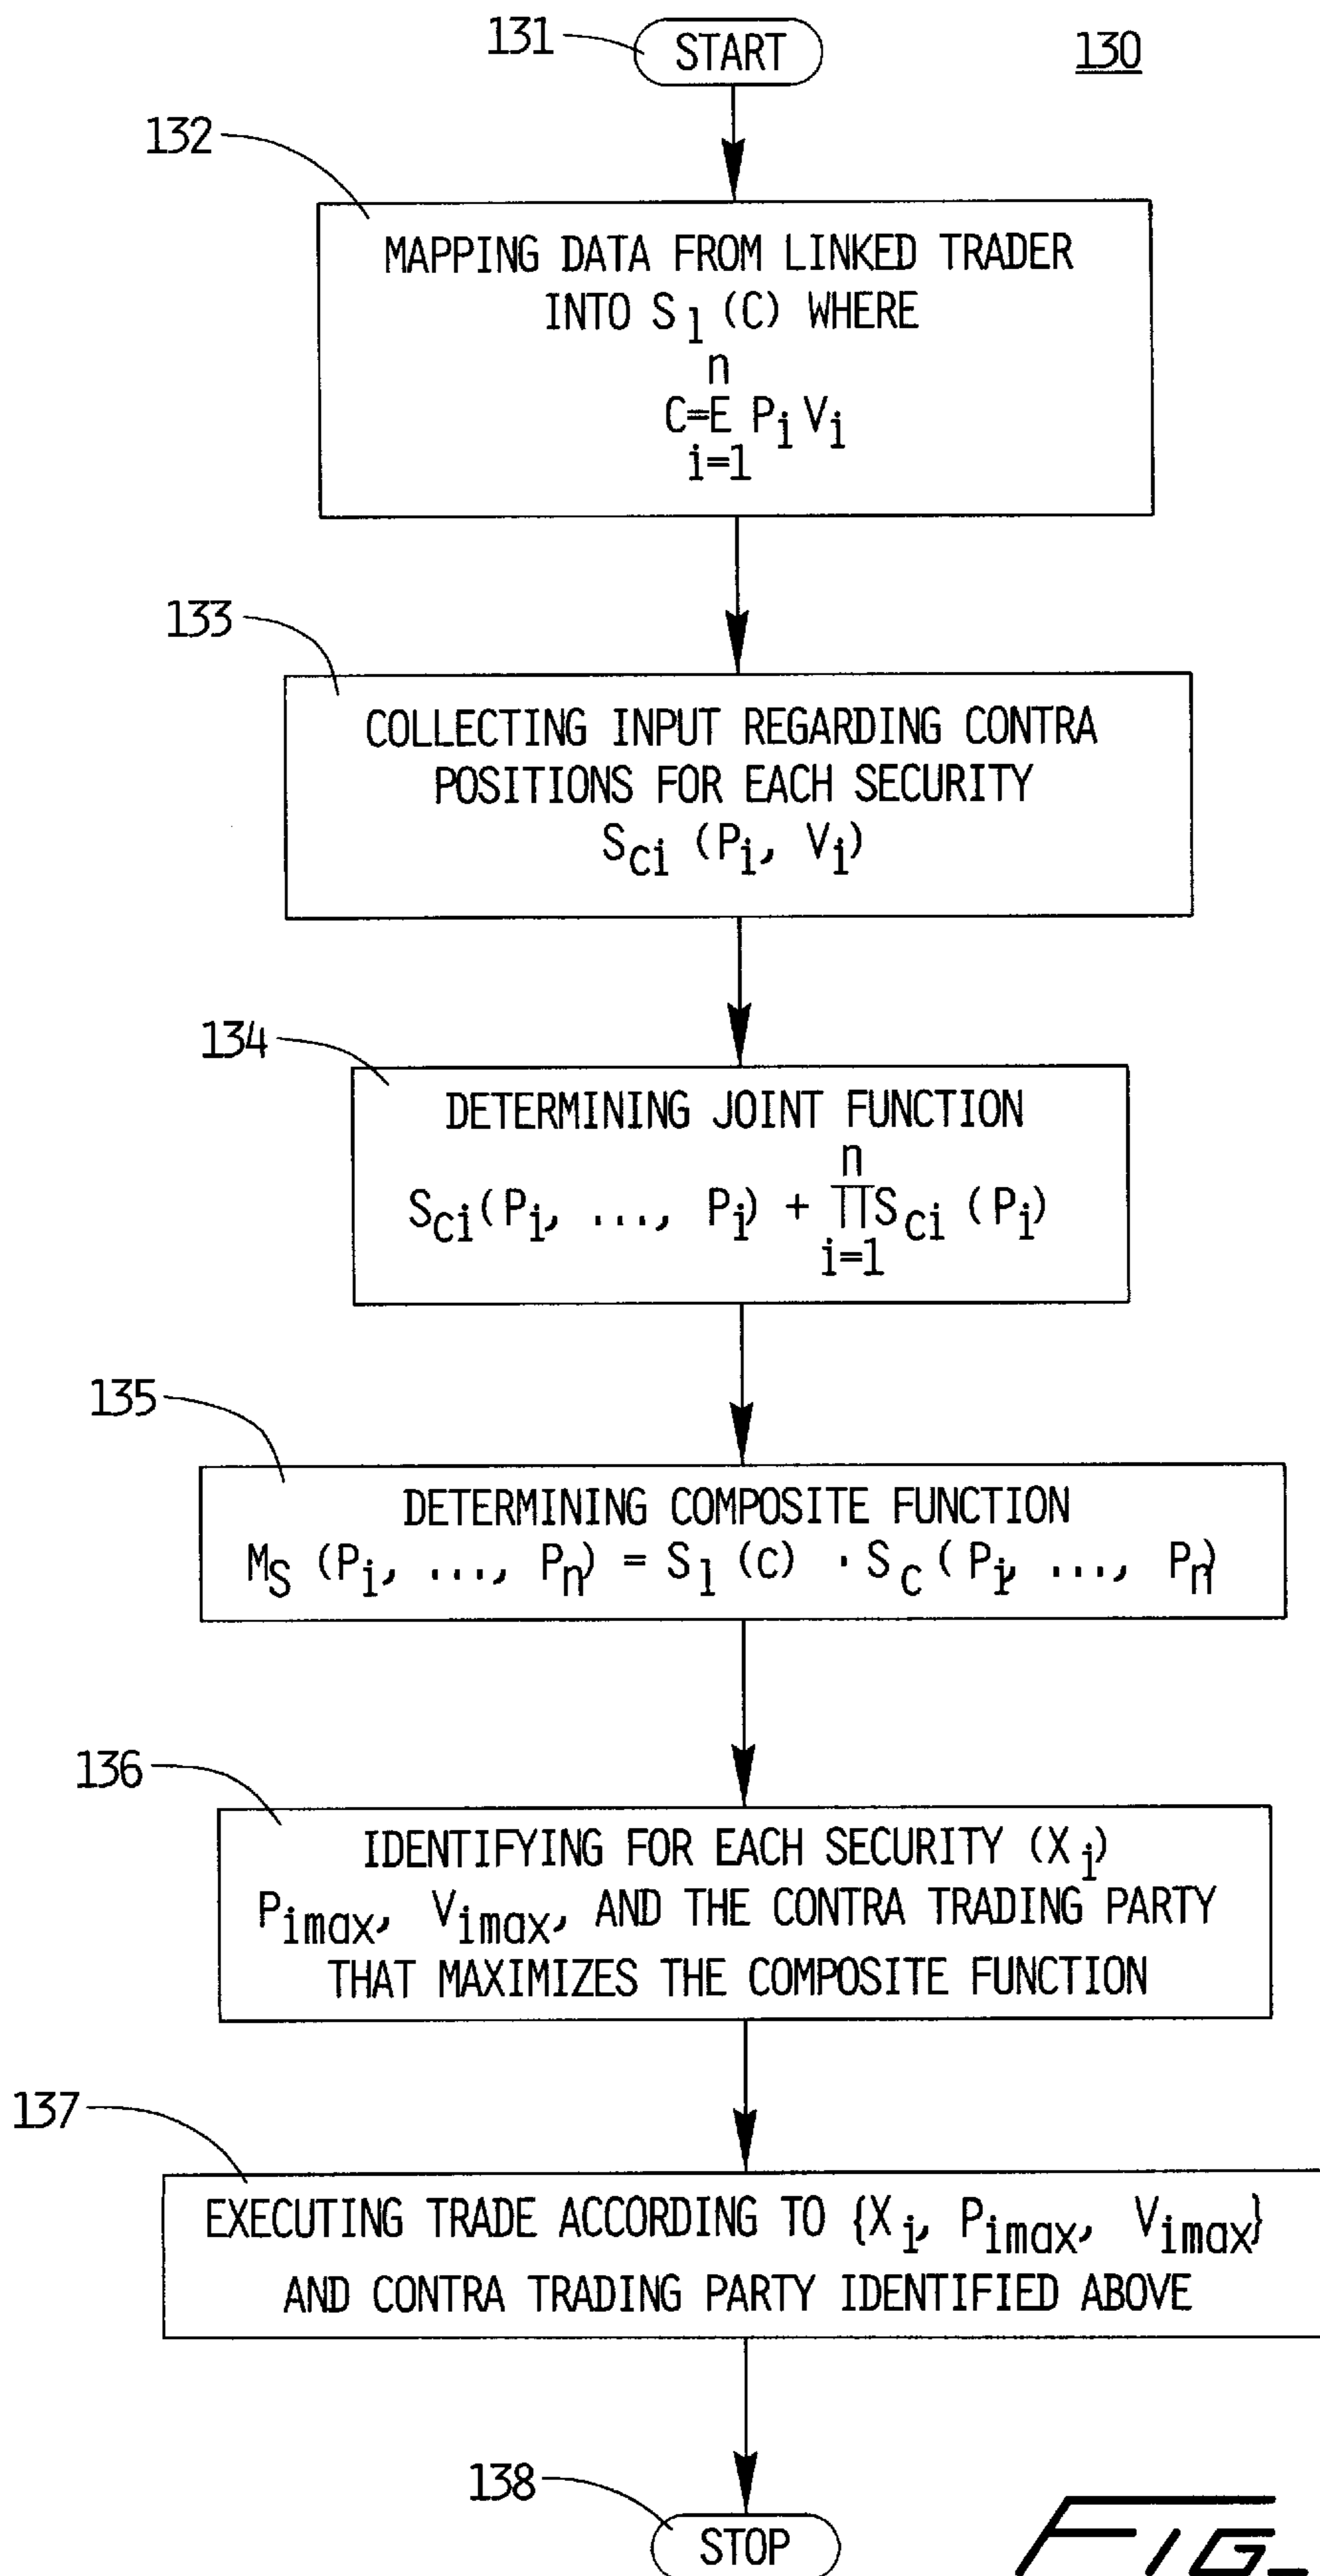 131 START 130
132
MAPPING DATA FROM LINKED TRADER
INTO S l (C) WHERE
n
C=E Pi Vi
i=1
133
COLLECTING INPUT REGARDING CONTRA
POSITIONS FOR EACH SECURITY
Sci (Pi, Vi)
134
DETERMINING JOINT FUNCTION
n
Sci(Pi, ..., Pi) + ΠSci (Pi)
i=1
135
DETERMINING COMPOSITE FUNCTION
MS (Pi, ..., Pn) = Sl (C) · Sc (Pi, ..., Pn)
136
IDENTIFYING FOR EACH SECURITY (Xi)
Pimax, Vimax, AND THE CONTRA TRADING PARTY
THAT MAXIMIZES THE COMPOSITE FUNCTION
137
EXECUTING TRADE ACCORDING TO {Xi, Pimax, Vimax}
AND CONTRA TRADING PARTY IDENTIFIED ABOVE
138
STOP
FIG.